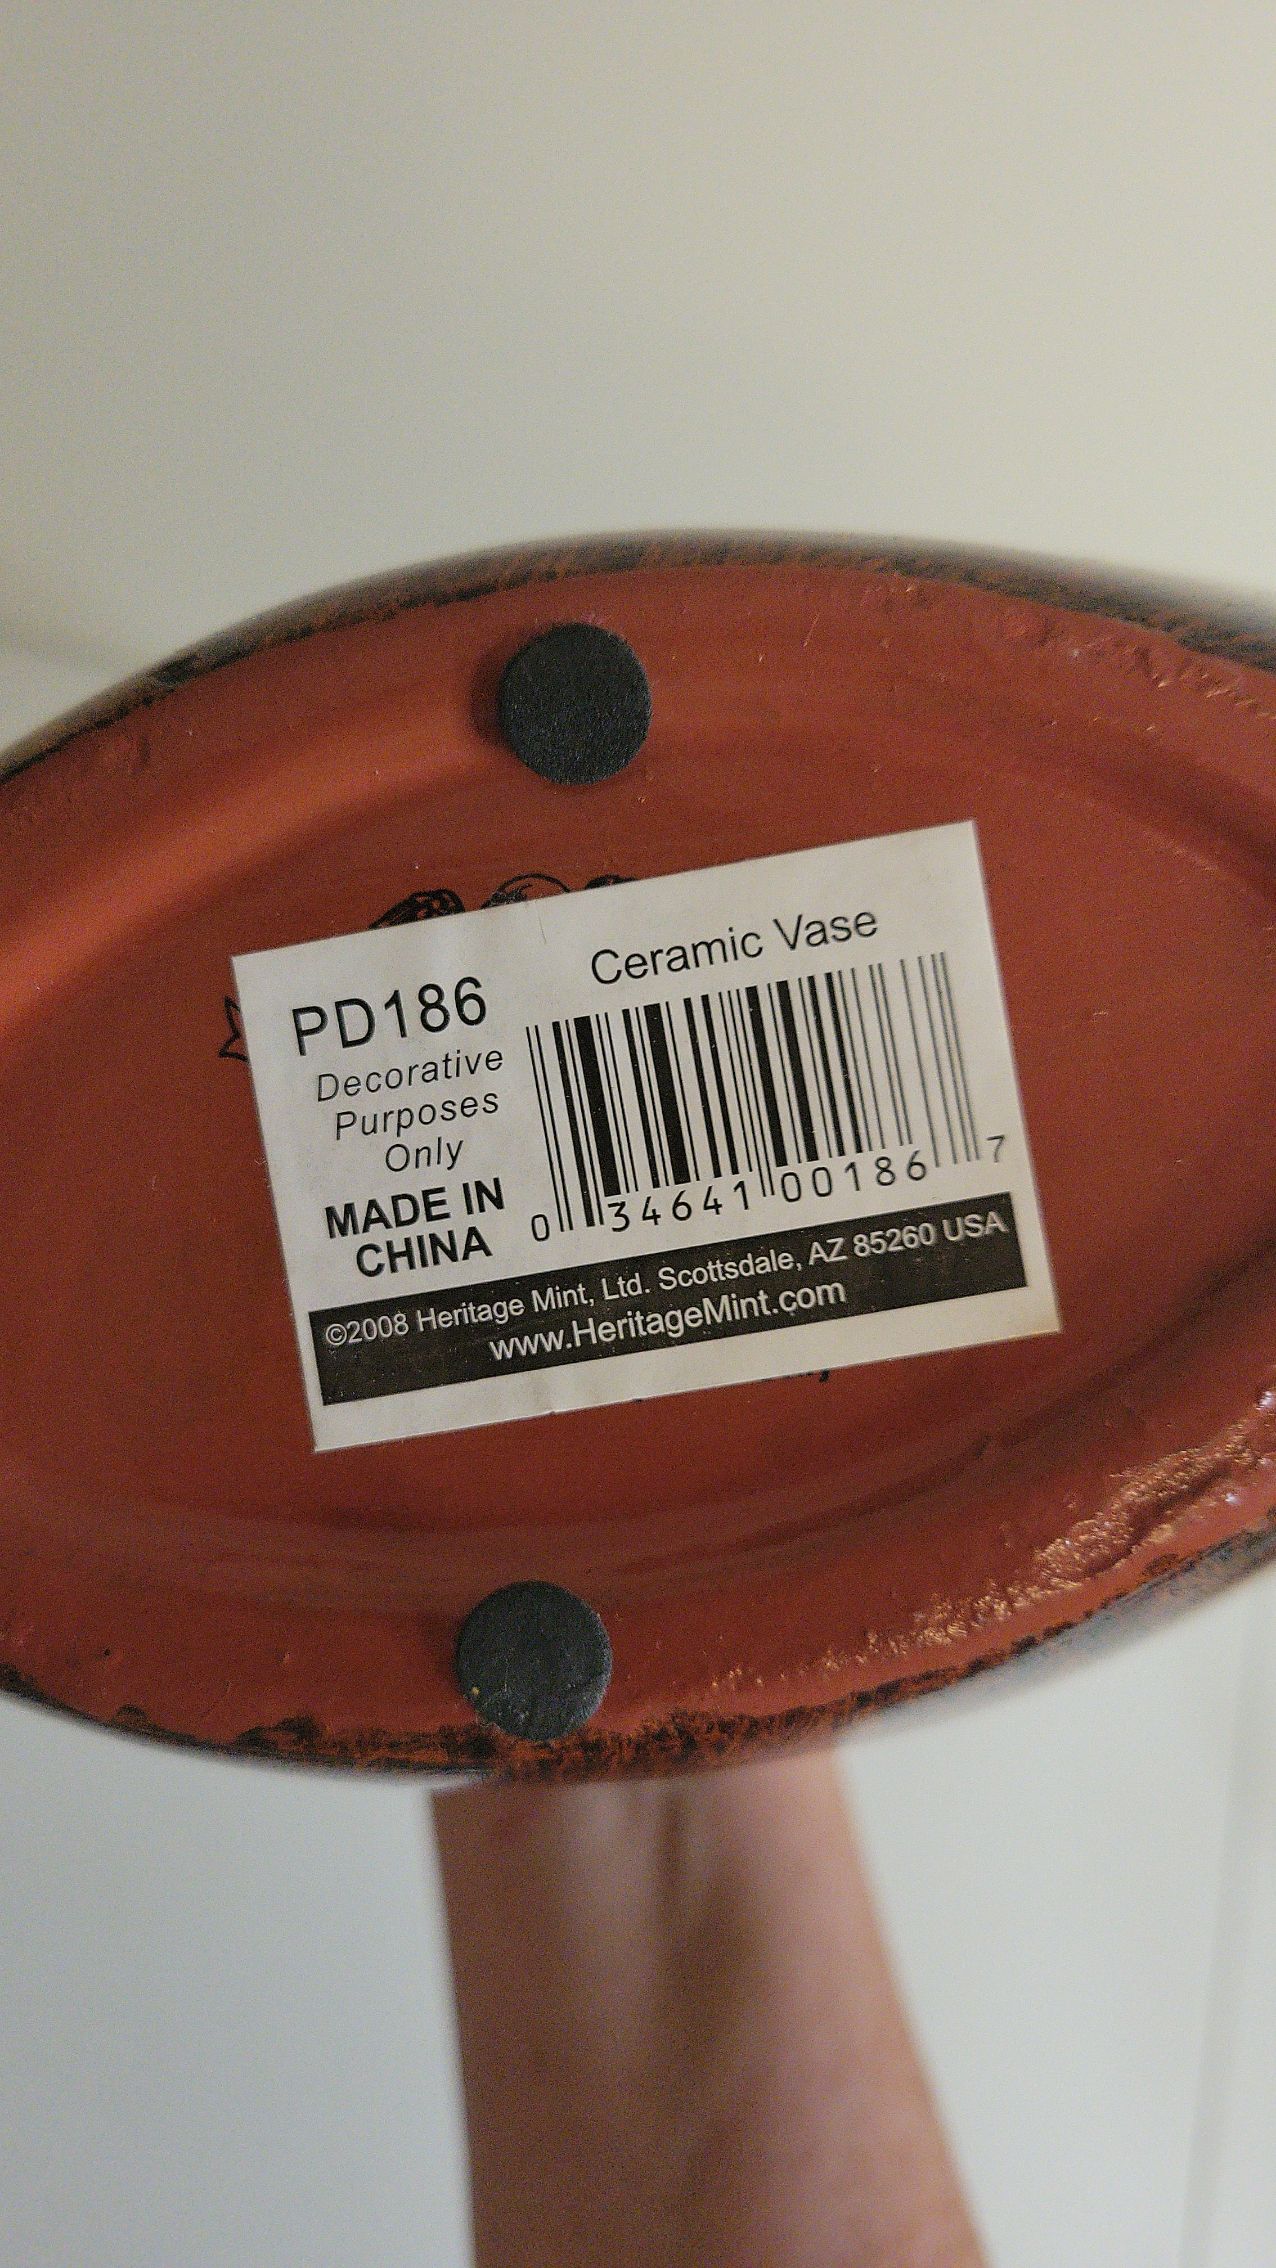 PD186
Decorative
Purposes
Only
MADE IN
CHINA
Ceramic Vase
0 34641 00186 7
©2008 Heritage Mint, Ltd. Scottsdale, AZ 85260 USA
www.HeritageMint.com